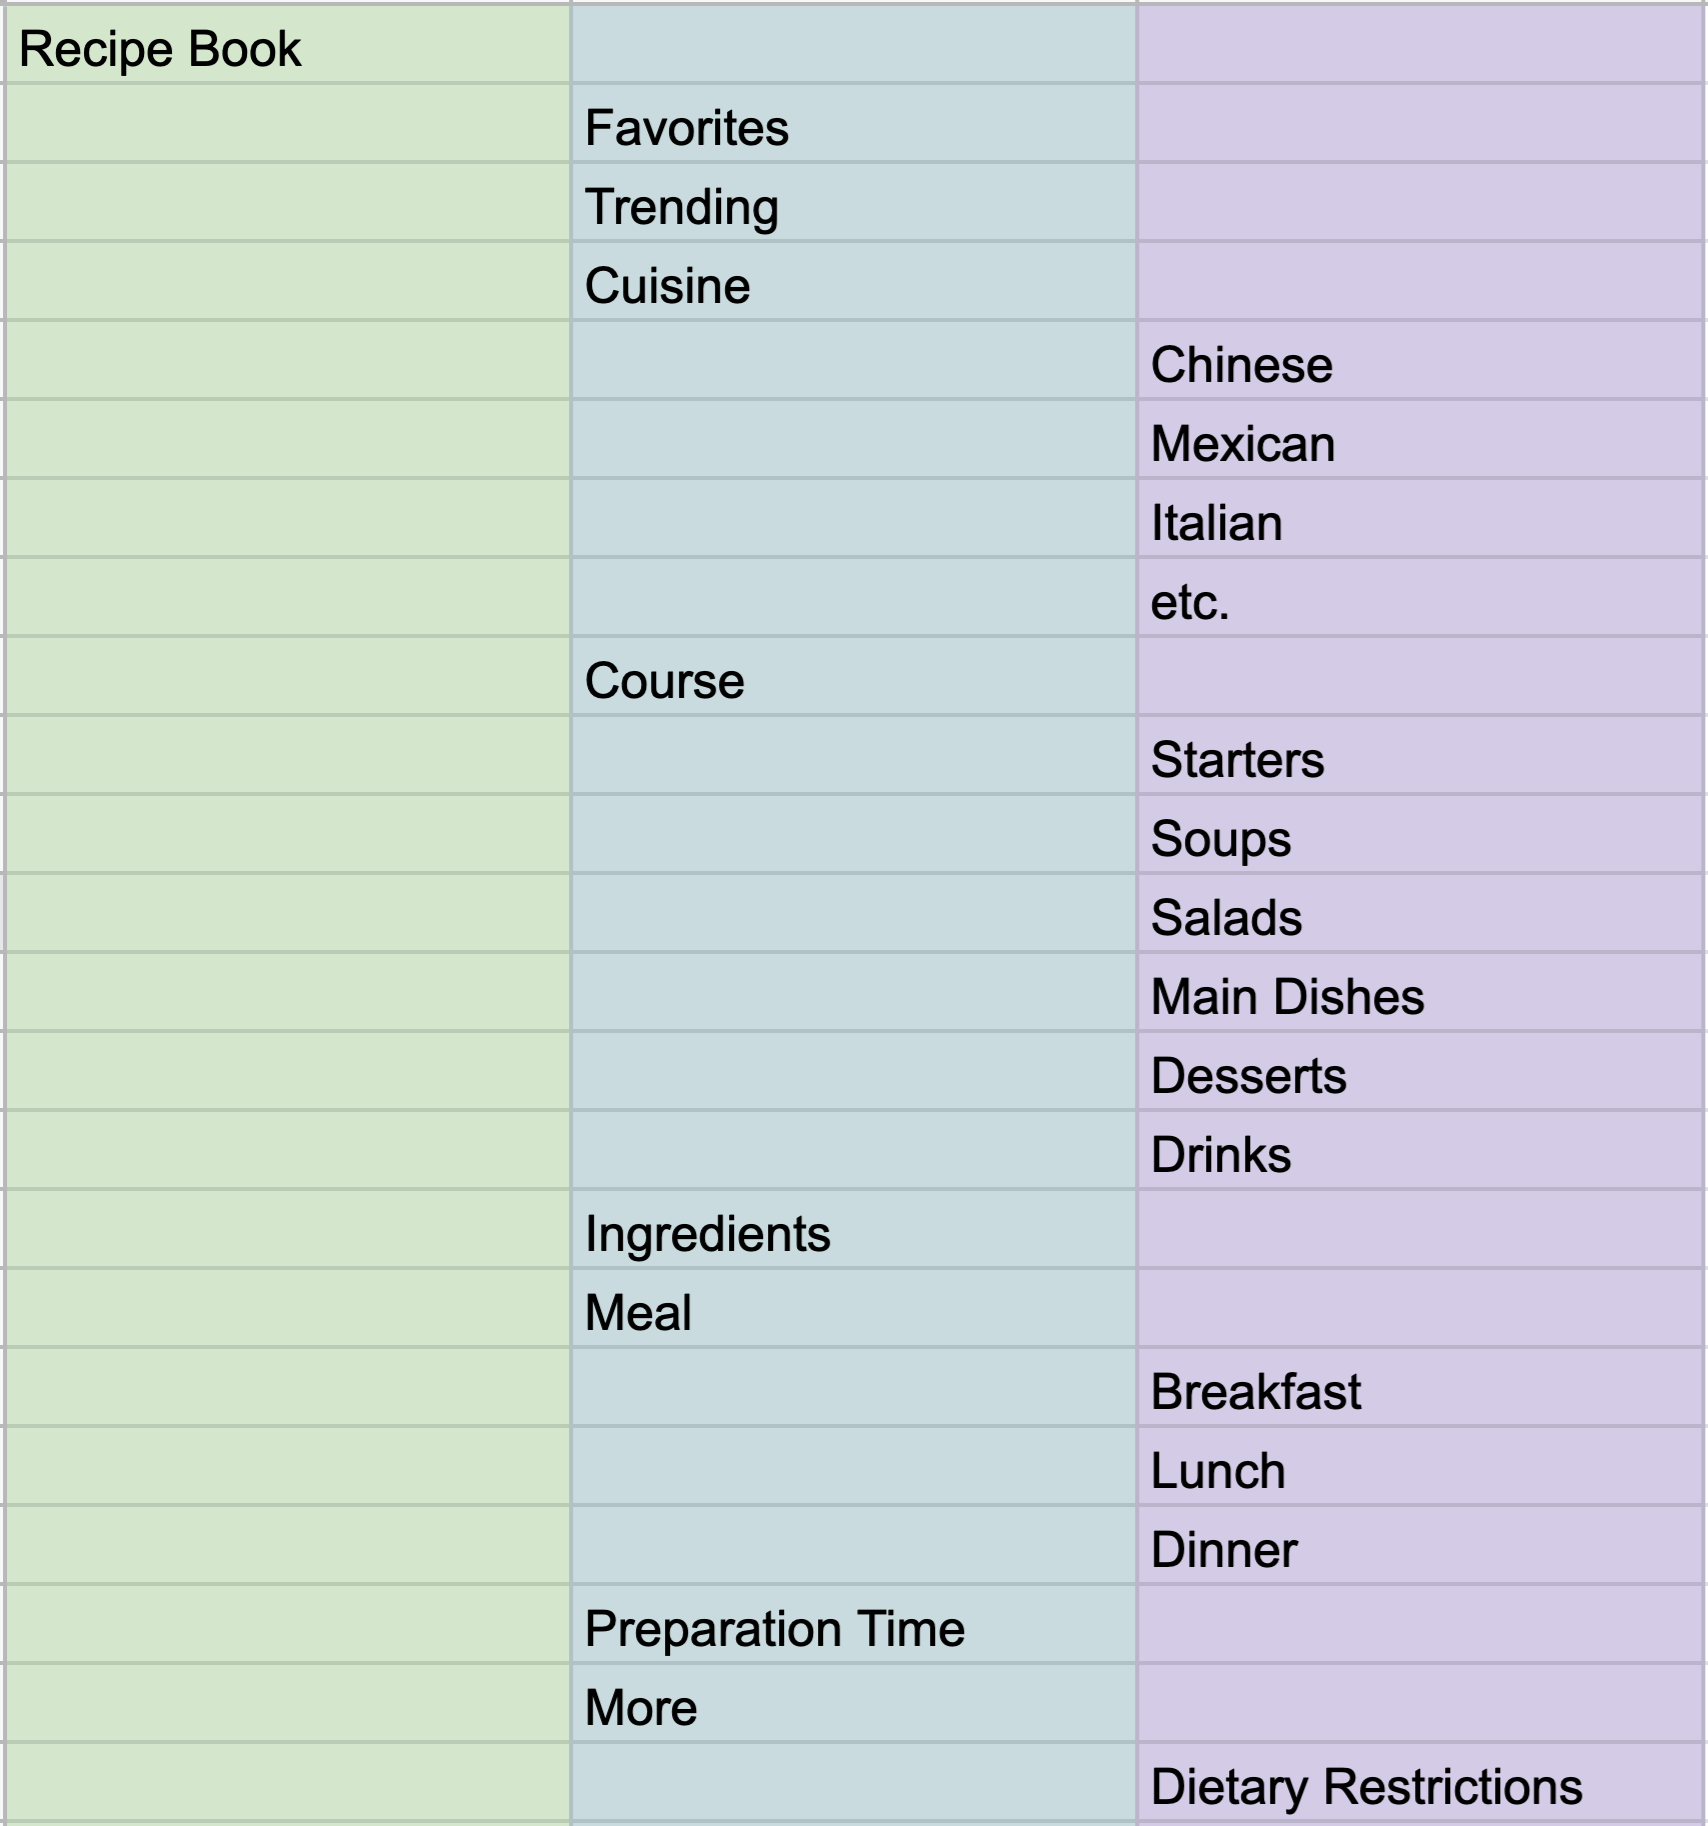 Recipe Book
Favorites
Trending
Cuisine
Chinese
Mexican
Italian
etc.
Course
Starters
Soups
Salads
Main Dishes
Desserts
Drinks
Ingredients
Meal
Breakfast
Lunch
Dinner
Preparation Time
More
Dietary Restrictions